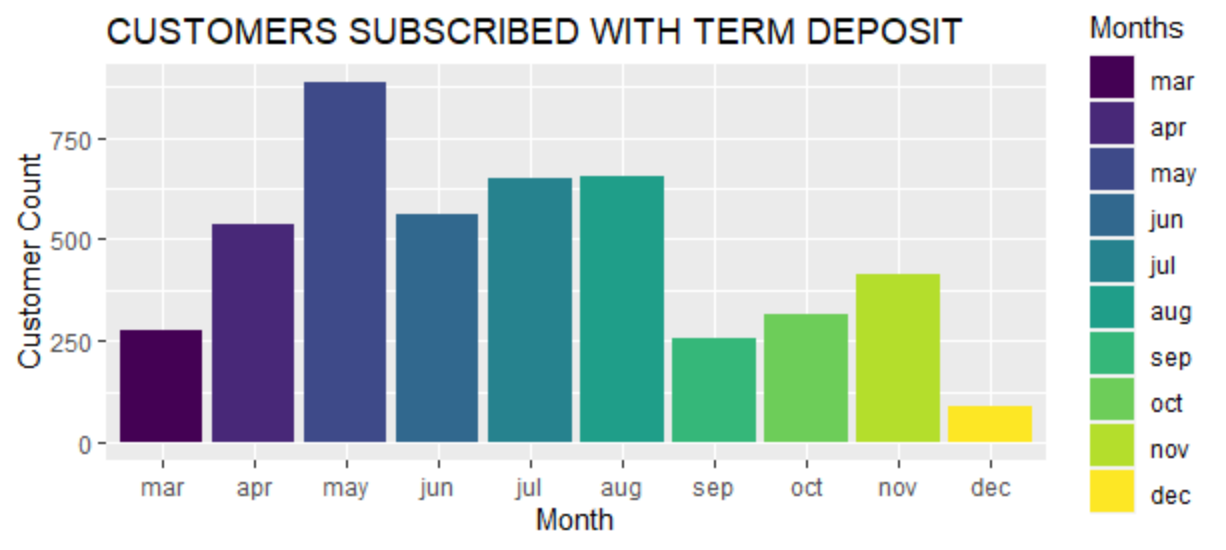 CUSTOMERS SUBSCRIBED WITH TERM DEPOSIT
Customer Count
750
500
250
0
mar apr may jun jul aug sep oct nov dec
Month
Months
mar
apr
may
jun
jul
aug
sep
oct
nov
dec